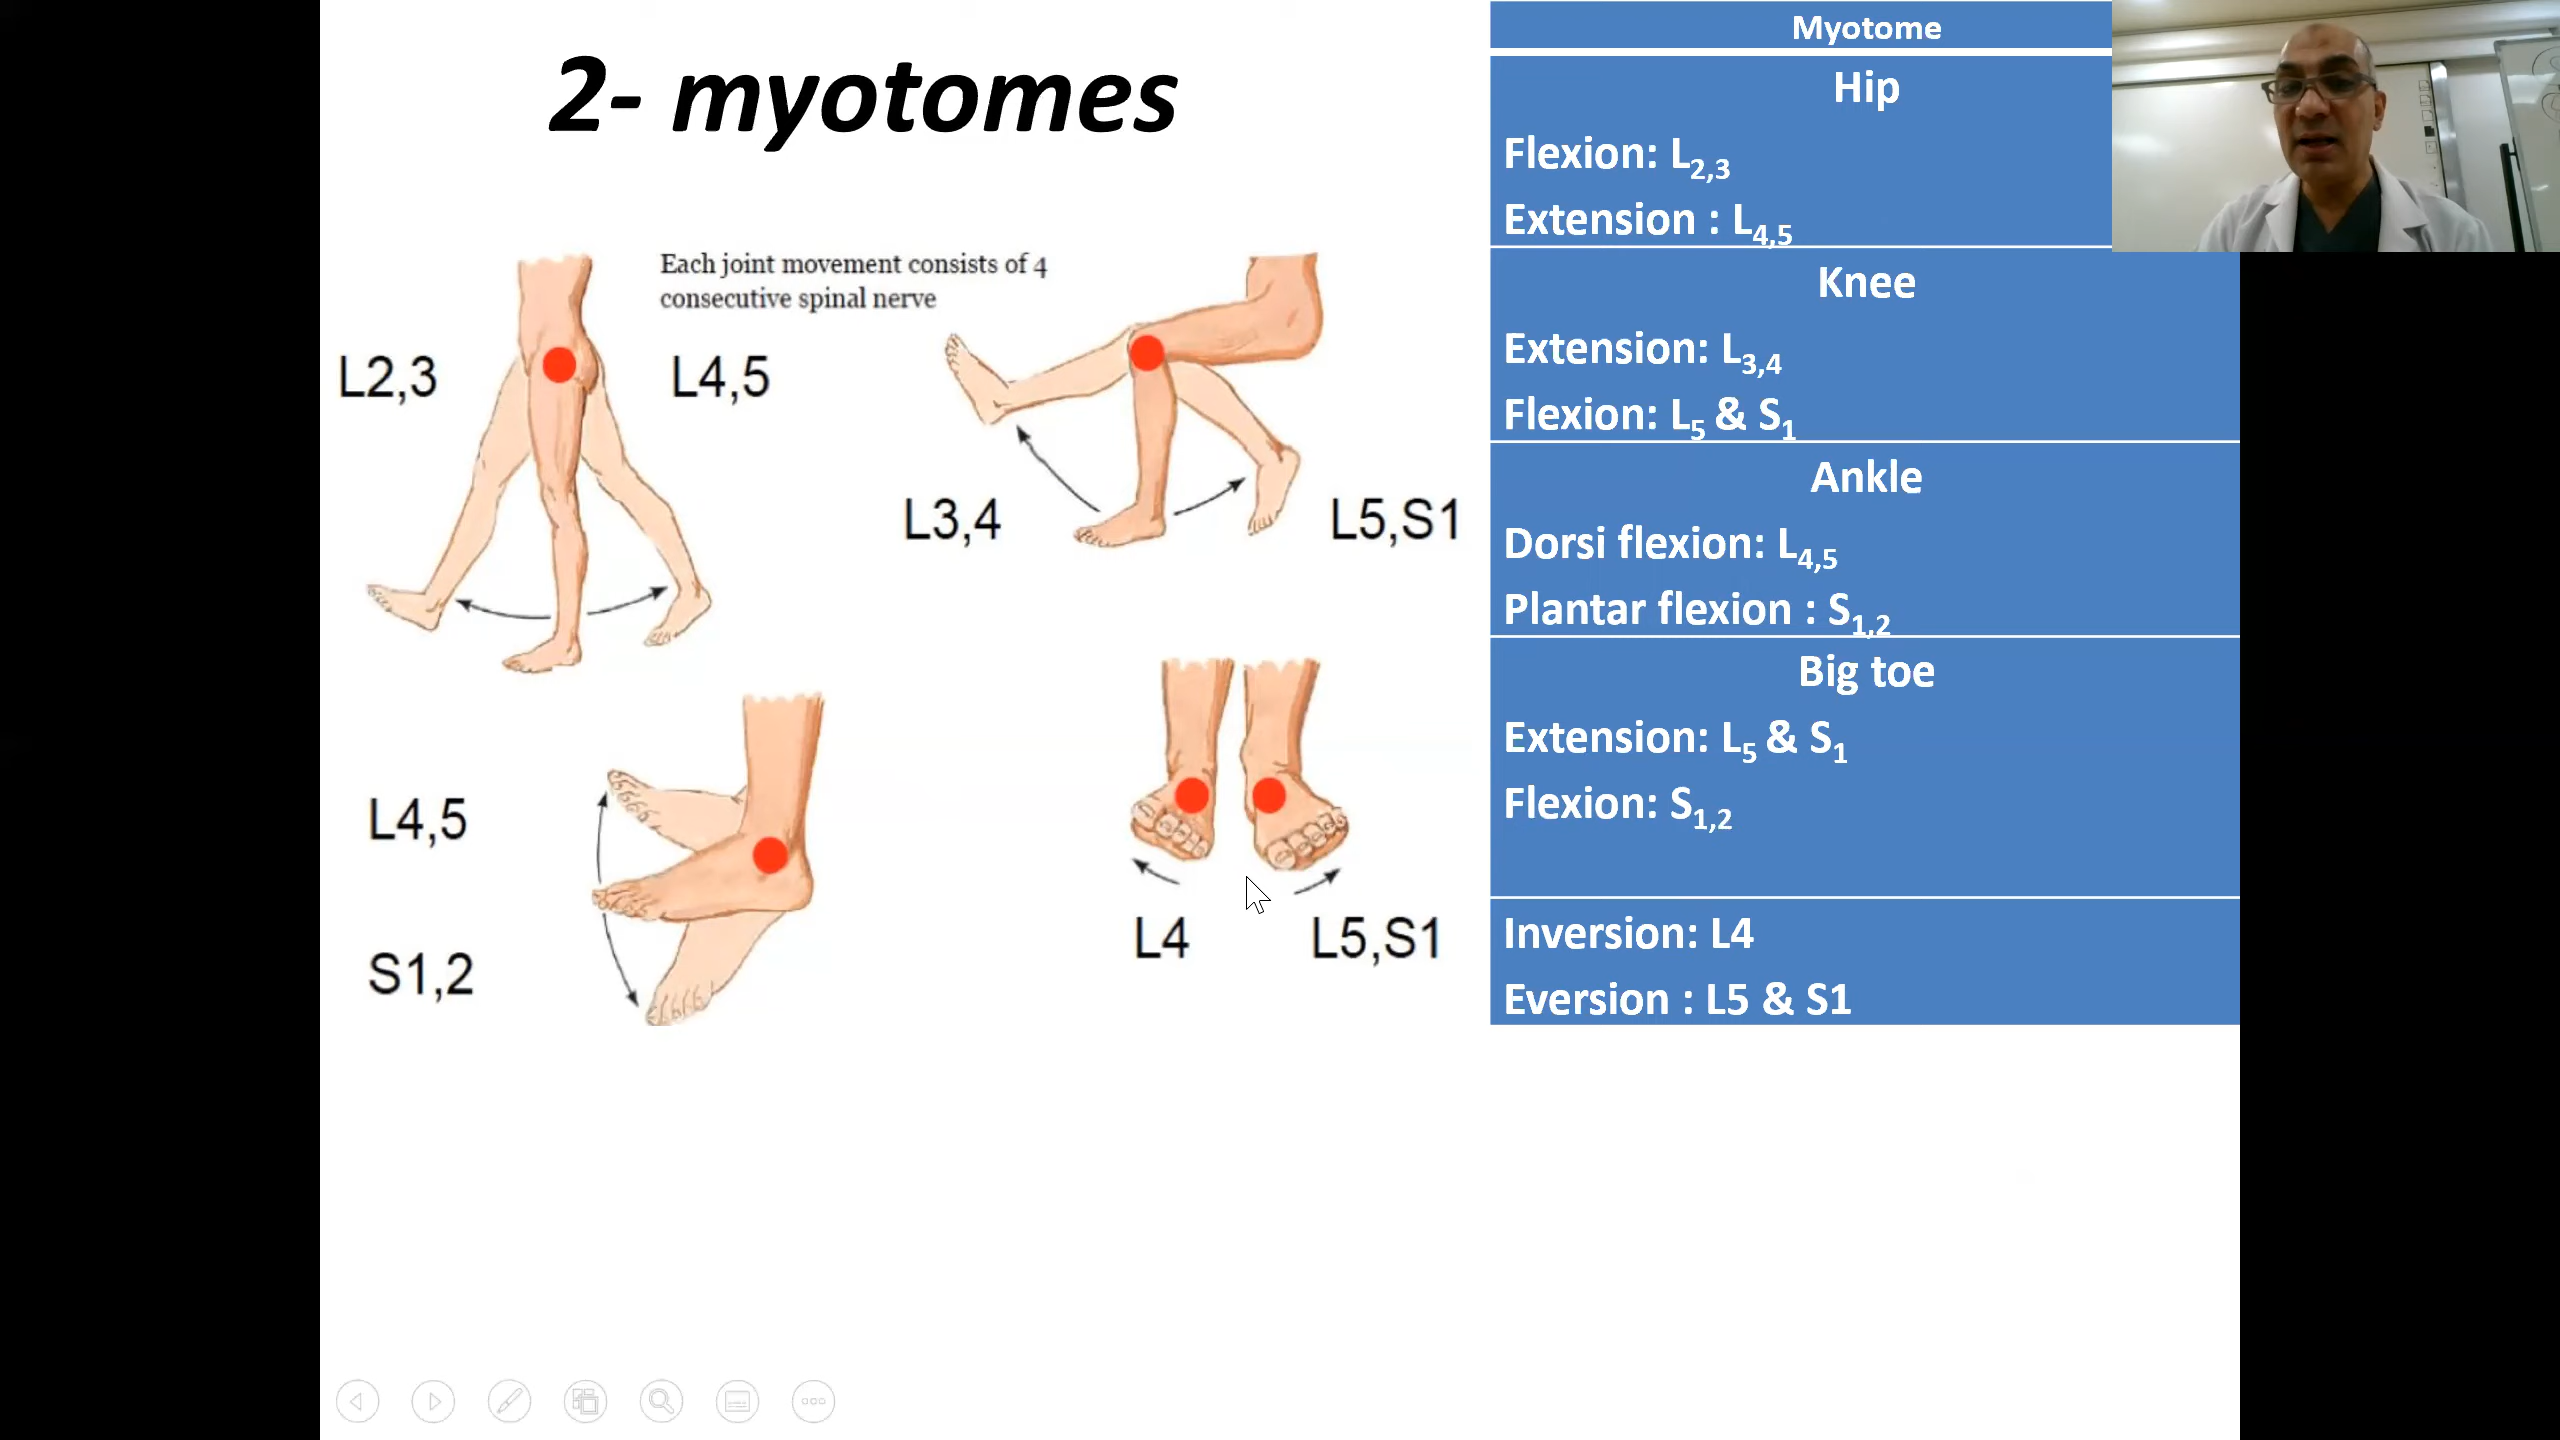 2- myotomes
Each joint movement consists of 4
consecutive spinal nerve
L2,3
L4,5
L3,4
L5,S1
L4,5
S1,2
L4
L5,S1
Myotome
Hip
Flexion: L2,3
Extension : L4,5
Knee
Extension: L3,4
Flexion: L5 & S1
Ankle
Dorsi flexion: L4,5
Plantar flexion : S1,2
Big toe
Extension: L5 & S1
Flexion: S1,2
Inversion: L4
Eversion : L5 & S1